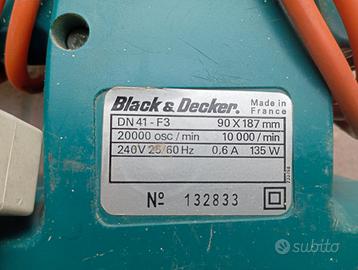 Black & Decker. Made in France
DN 41 - F3 90 X 187 mm
20000 osc / min 10 000 / min
240V 25/60 Hz 0.6 A 135 W
Nº 132833
subito